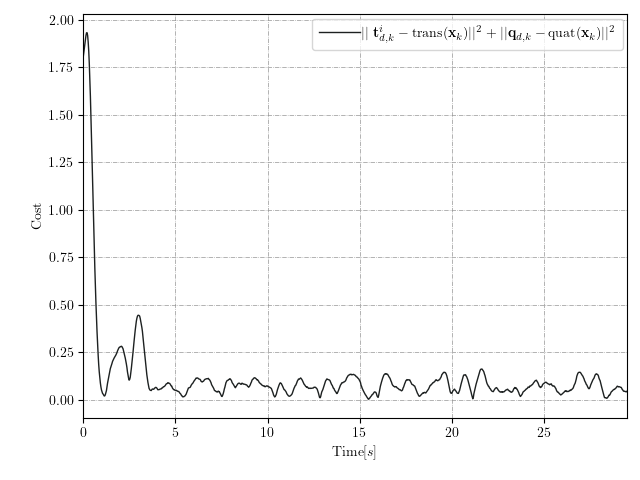 || t^i_{d,k} − trans(x_k)||^2 + ||q_{d,k} − quat(x_k)||^2
2.00
1.75
1.50
1.25
1.00
0.75
0.50
0.25
0.00
Cost
0 5 10 15 20 25
Time[s]